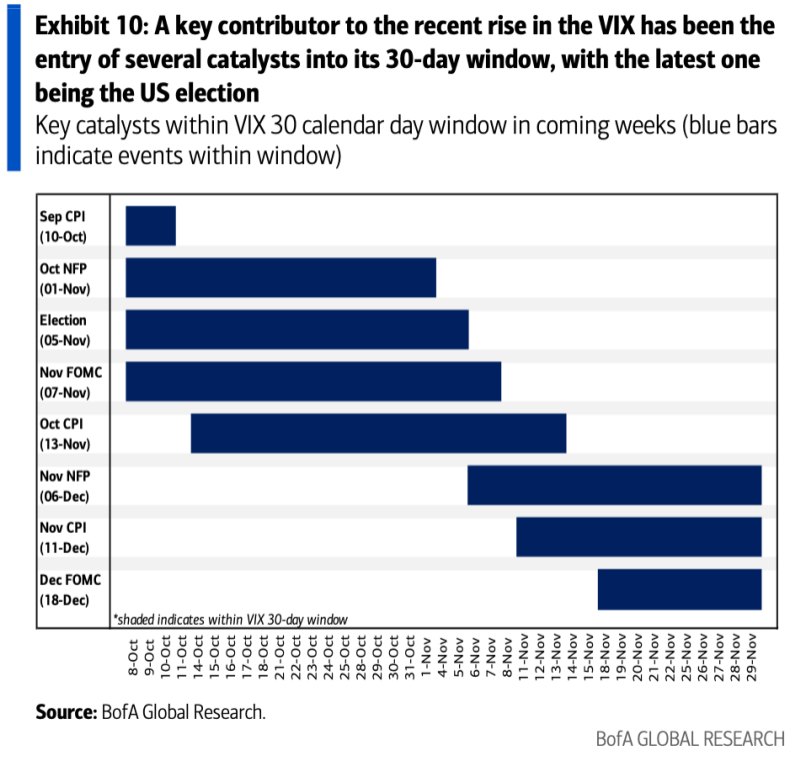 Exhibit 10: A key contributor to the recent rise in the VIX has been the
entry of several catalysts into its 30-day window, with the latest one
being the US election
Key catalysts within VIX 30 calendar day window in coming weeks (blue bars
indicate events within window)
Sep CPI
(10-Oct)
Oct NFP
(01-Nov)
Election
(05-Nov)
Nov FOMC
(07-Nov)
Oct CPI
(13-Nov)
Nov NFP
(06-Dec)
Nov CPI
(11-Dec)
Dec FOMC
(18-Dec)
*shaded indicates within VIX 30-day window
8-Oct
9-Oct
10-Oct
11-Oct
14-Oct
15-Oct
16-Oct
17-Oct
18-Oct
21-Oct
22-Oct
23-Oct
24-Oct
25-Oct
28-Oct
29-Oct
30-Oct
31-Oct
1-Nov
4-Nov
5-Nov
6-Nov
7-Nov
8-Nov
11-Nov
12-Nov
13-Nov
14-Nov
15-Nov
18-Nov
19-Nov
20-Nov
21-Nov
22-Nov
25-Nov
26-Nov
27-Nov
28-Nov
29-Nov
Source: BofA Global Research.
BofA GLOBAL RESEARCH